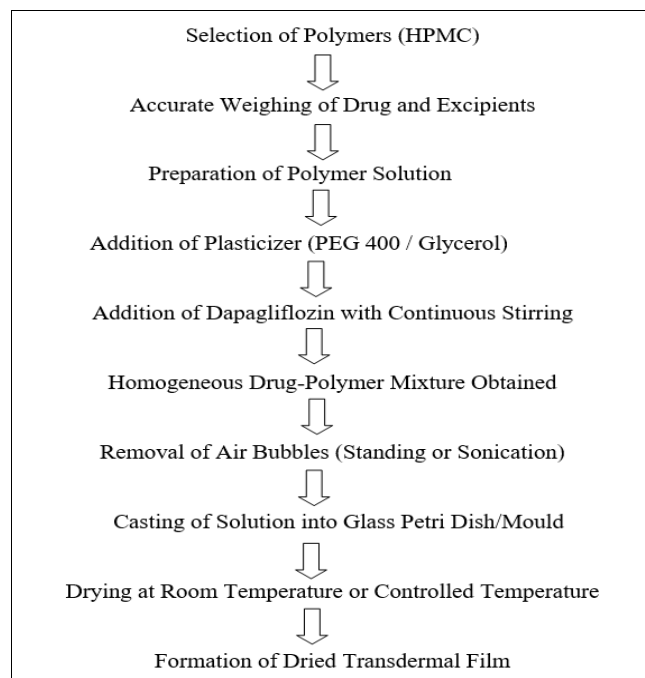 Selection of Polymers (HPMC)
Accurate Weighing of Drug and Excipients
Preparation of Polymer Solution
Addition of Plasticizer (PEG 400 / Glycerol)
Addition of Dapagliflozin with Continuous Stirring
Homogeneous Drug-Polymer Mixture Obtained
Removal of Air Bubbles (Standing or Sonication)
Casting of Solution into Glass Petri Dish/Mould
Drying at Room Temperature or Controlled Temperature
Formation of Dried Transdermal Film